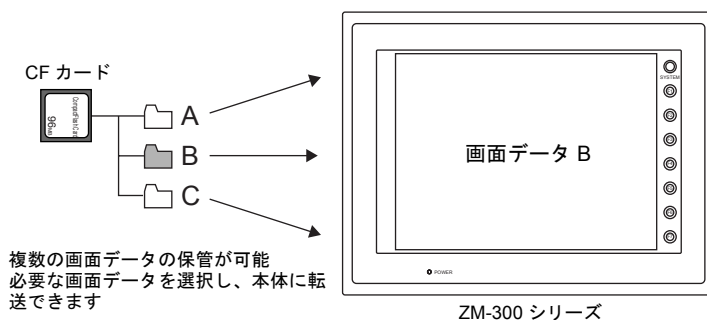 CF カード
CompactFlash Card
96MB
A
B
C
複数の画面データの保管が可能
必要な画面データを選択し、本体に転
送できます
画面データ B
SYSTEM
POWER
ZM-300 シリーズ